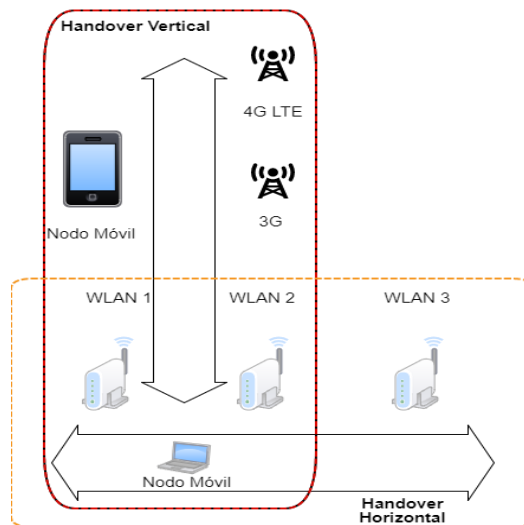 Handover Vertical
4G LTE
3G
Nodo Móvil
WLAN 1
WLAN 2
WLAN 3
Nodo Móvil
Handover
Horizontal